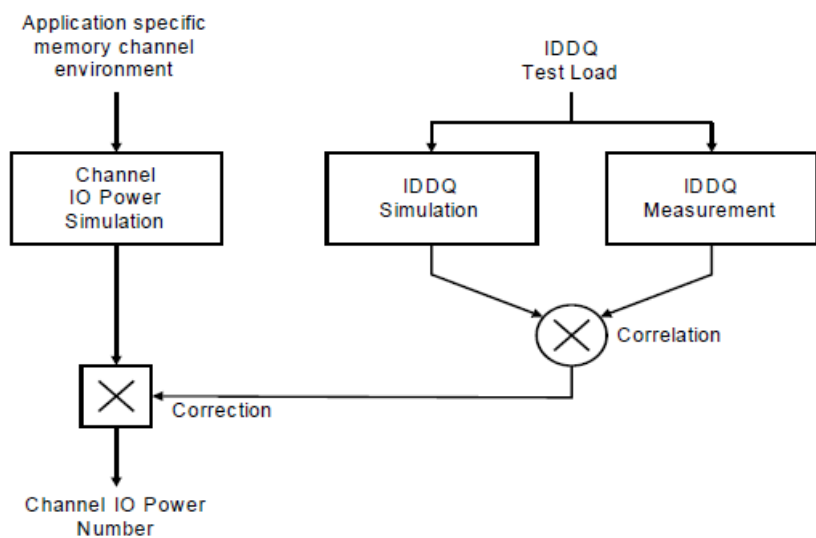 Application specific
memory channel
environment
IDDQ
Test Load
Channel
IO Power
Simulation
IDDQ
Simulation
IDDQ
Measurement
Correlation
Correction
Channel IO Power
Number